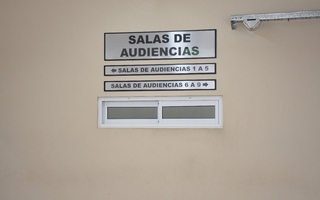 SALAS DE
AUDIENCIAS
⬅SALAS DE AUDIENCIAS 1 A 5
SALAS DE AUDIENCIAS 6 A 9➡